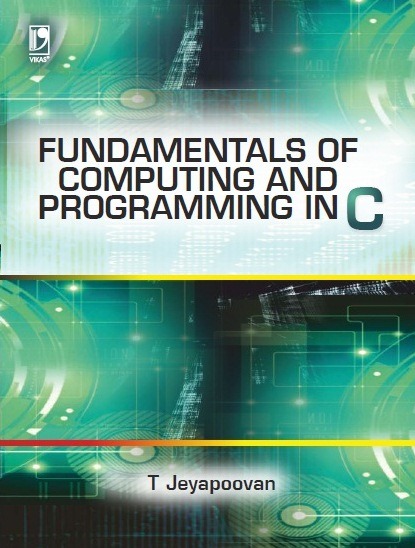 VIKAS®
FUNDAMENTALS OF
COMPUTING AND
PROGRAMMING IN C
T Jeyapoovan